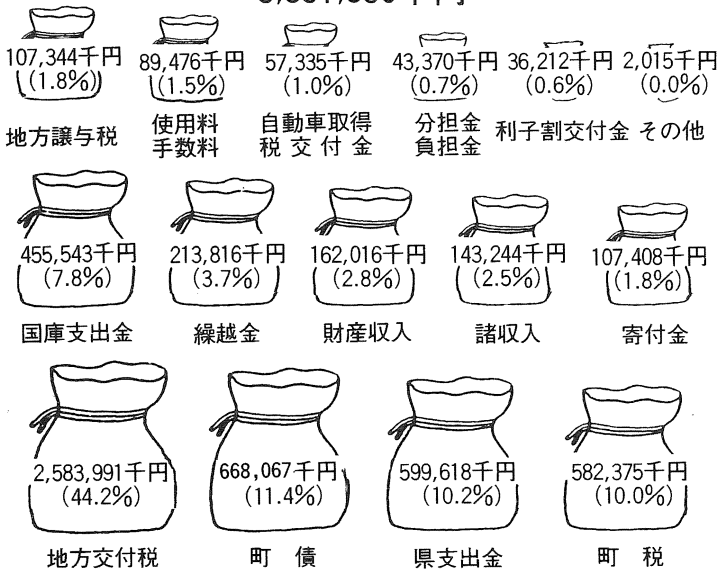 107,344千円 89,476千円 57,335千円 43,370千円 36,212千円 2,015千円
(1.8%) (1.5%) (1.0%) (0.7%) (0.6%) (0.0%)
地方譲与税 使用料 自動車取得 分担金 利子割交付金 その他
手数料 税交付金 負担金
455,543千円 213,816千円 162,016千円 143,244千円 107,408千円
(7.8%) (3.7%) (2.8%) (2.5%) (1.8%)
国庫支出金 繰越金 財産収入 諸収入 寄付金
2,583,991千円 668,067千円 599,618千円 582,375千円
(44.2%) (11.4%) (10.2%) (10.0%)
地方交付税 町債 県支出金 町税